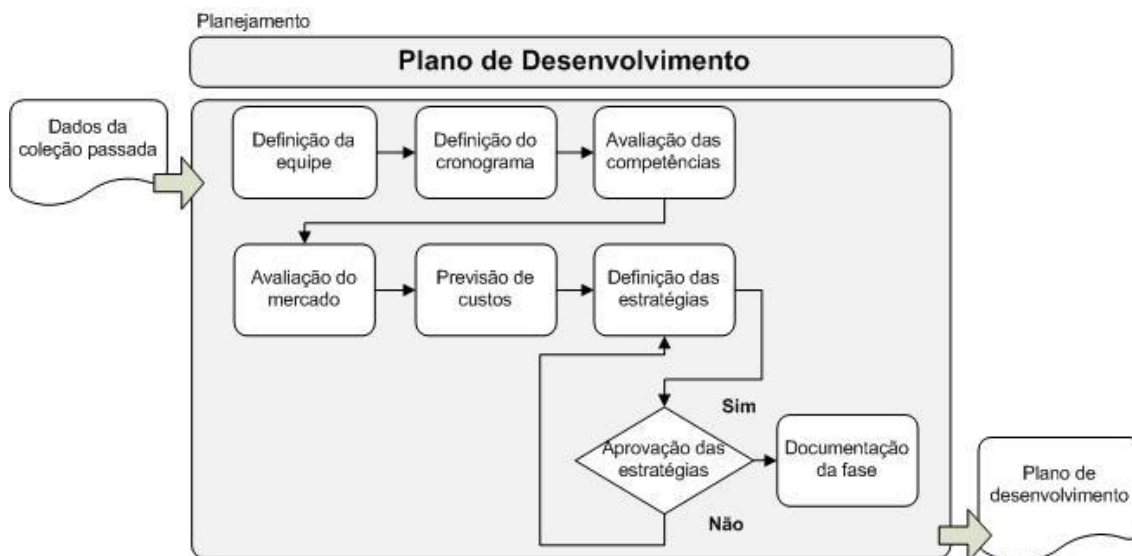 Planejamento
Plano de Desenvolvimento
Dados da
coleção passada
Definição da
equipe
Definição do
cronograma
Avaliação das
competências
Avaliação do
mercado
Previsão de
custos
Definição das
estratégias
Sim
Aprovação das
estratégias
Documentação
da fase
Não
Plano de
desenvolvimento